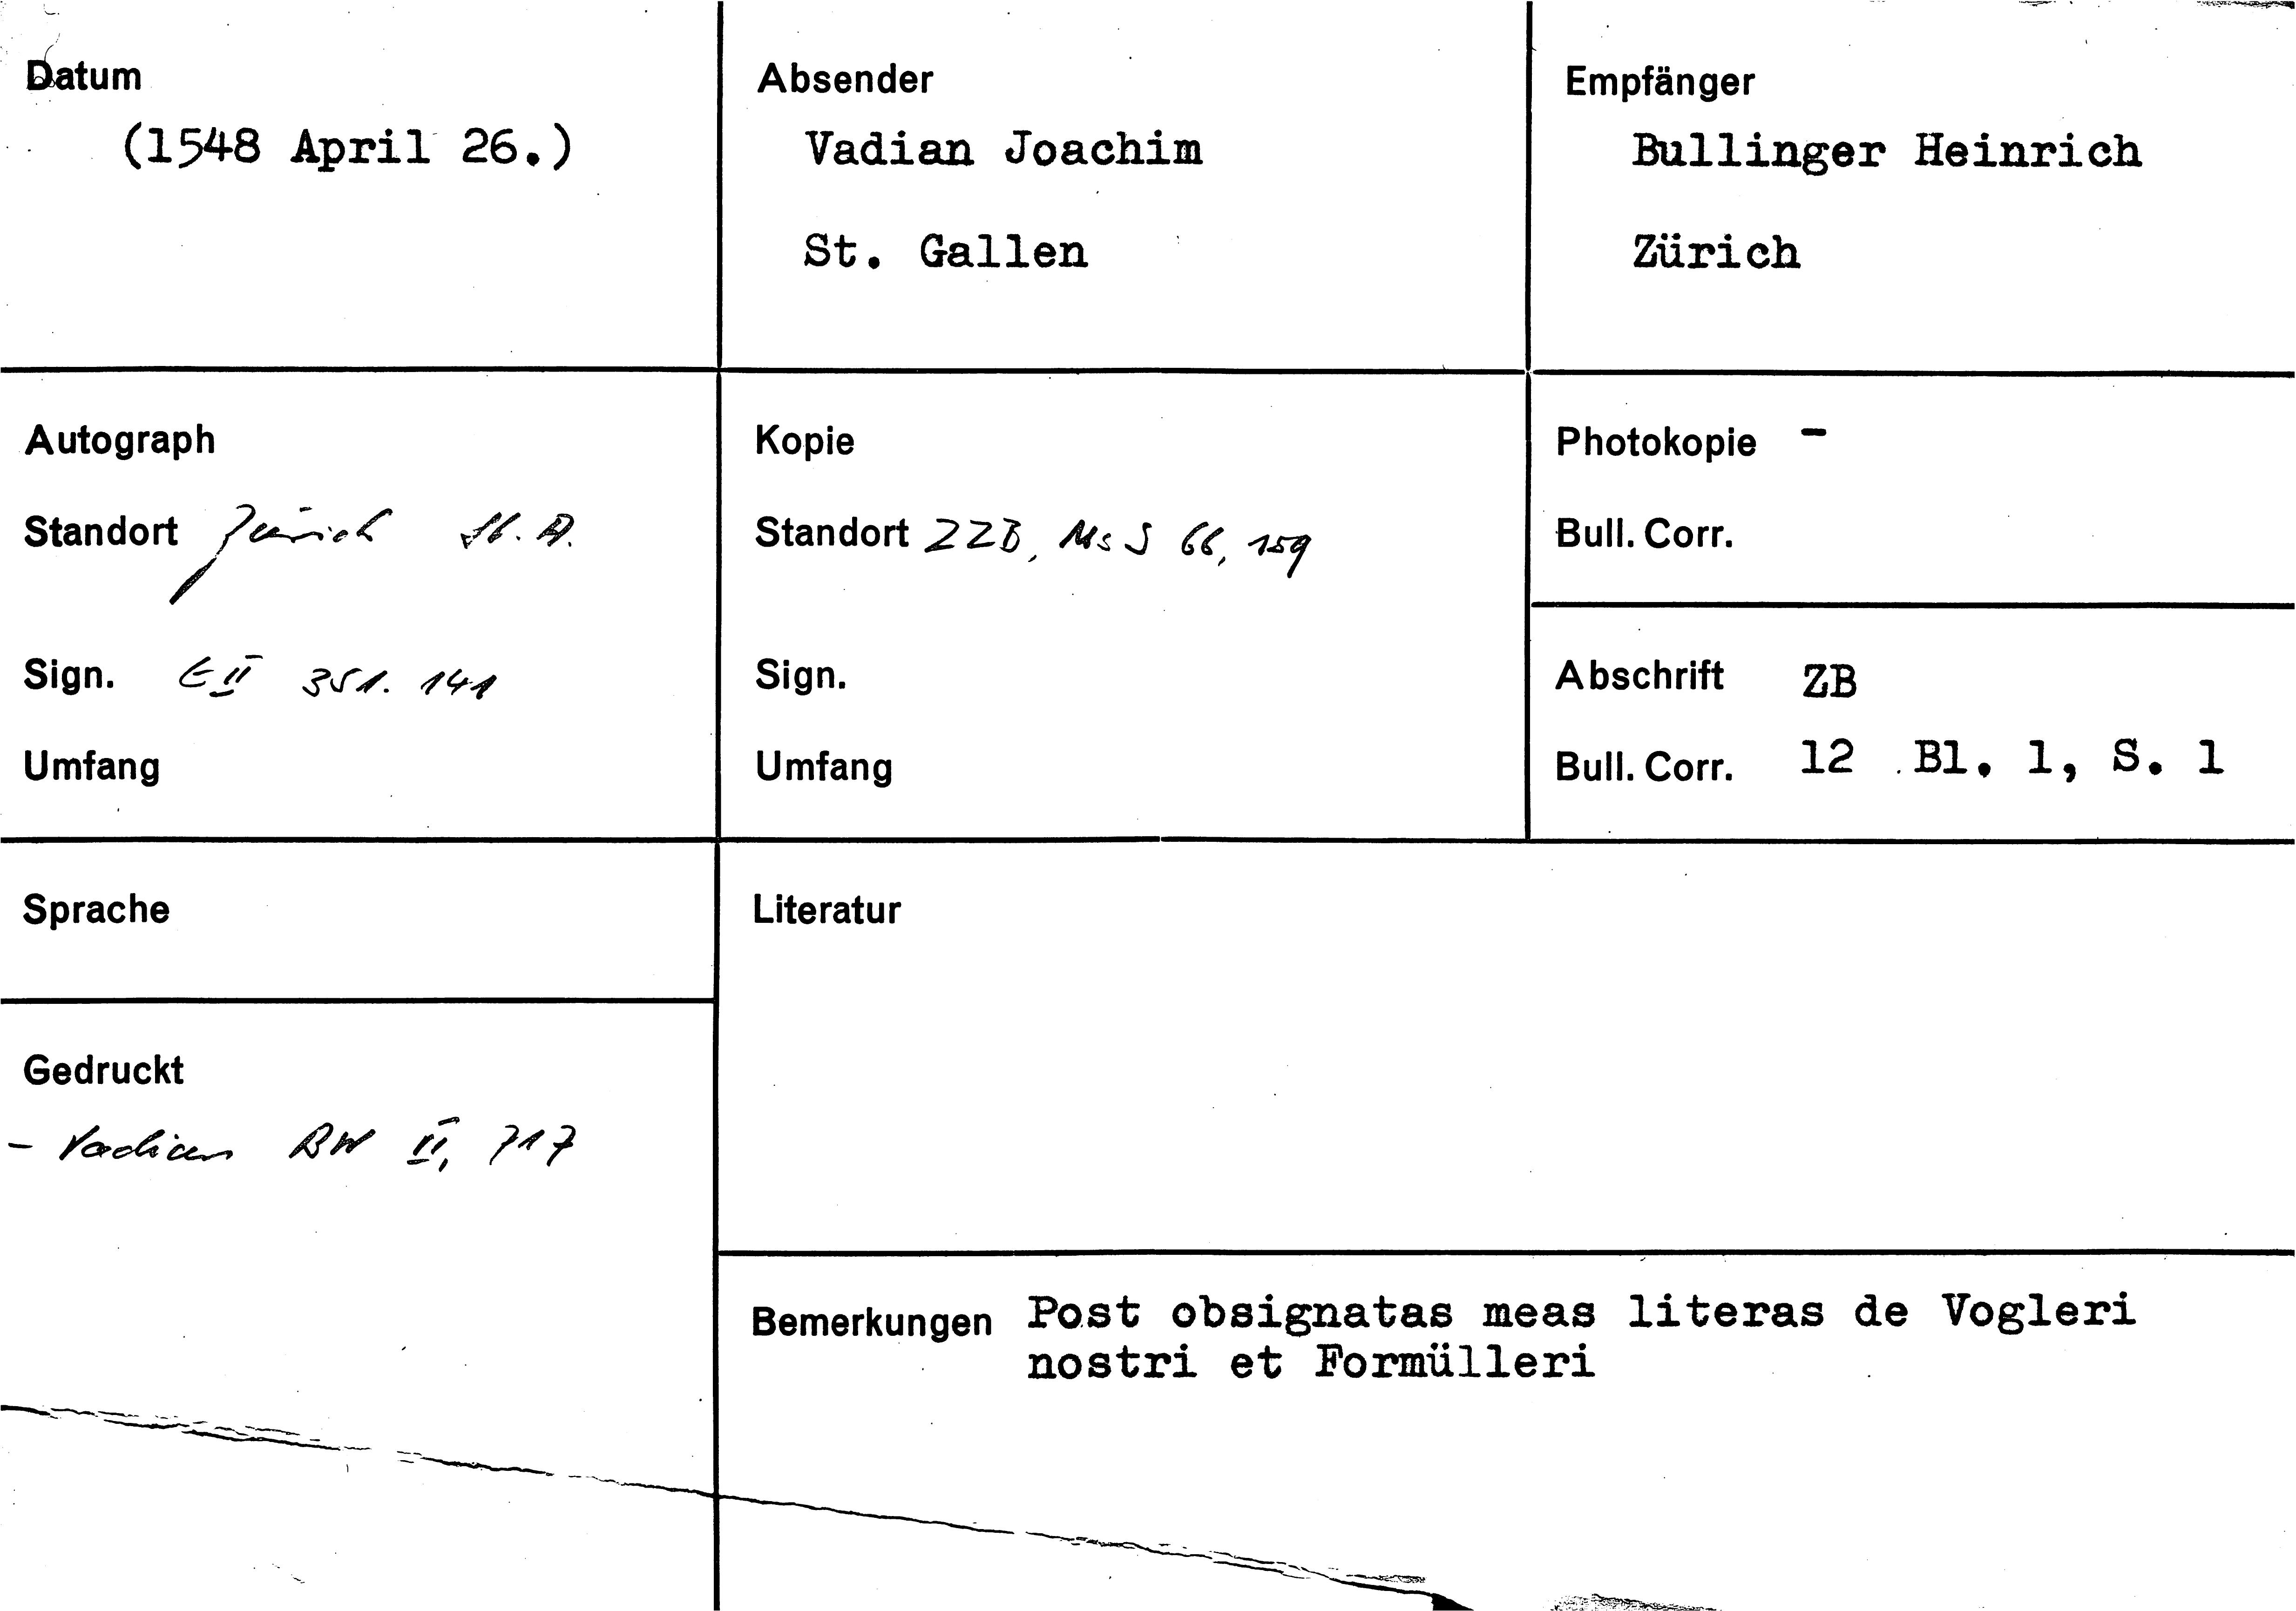 Datum
(1548 April 26.)
Absender
Vadian Joachim
St. Gallen
Empfänger
Bullinger Heinrich
Zürich
Autograph
Standort Zürich St. A.
Sign. E II 351. 141
Umfang
Kopie
Standort ZZB, Ms S 66, 159
Sign.
Umfang
Photokopie -
Bull. Corr.
Abschrift ZB
Bull. Corr. 12 Bl. 1, S. 1
Sprache
Literatur
Gedruckt
- Vadian BW II, 717
Bemerkungen Post obsignatas meas literas de Vogleri
nostri et Formülleri